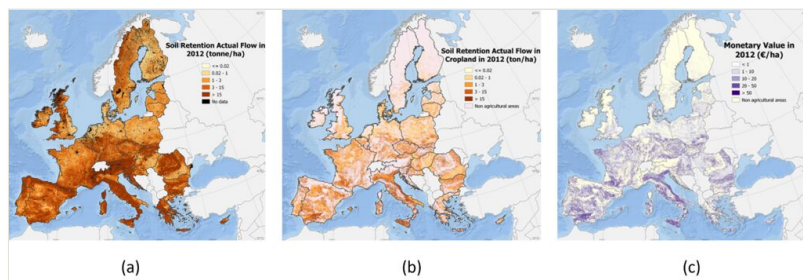 Soil Retention Actual Flow in
2012 (tonne/ha)
<= 0.02
0.02 - 1
1 - 3
3 - 15
> 15
No data
Soil Retention Actual Flow in
Cropland in 2012 (ton/ha)
<= 0.02
0.02 - 1
1 - 3
3 - 15
> 15
Non agricultural areas
Monetary Value in
2012 (€/ha)
< 1
1 - 10
10 - 20
20 - 50
> 50
Non agricultural areas
(a)
(b)
(c)